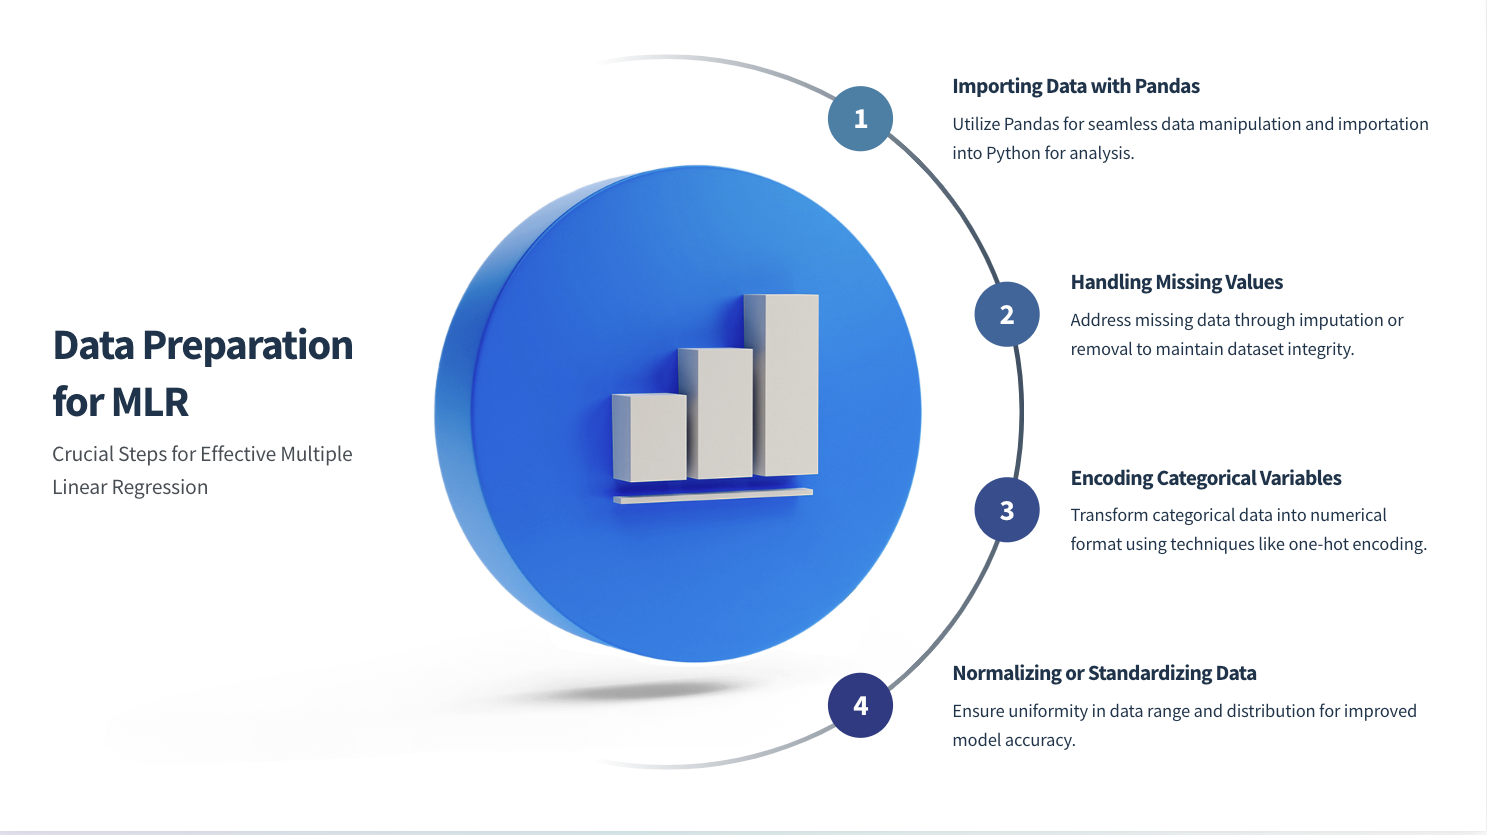 Data Preparation
for MLR
Crucial Steps for Effective Multiple
Linear Regression
1
Importing Data with Pandas
Utilize Pandas for seamless data manipulation and importation
into Python for analysis.
2
Handling Missing Values
Address missing data through imputation or
removal to maintain dataset integrity.
3
Encoding Categorical Variables
Transform categorical data into numerical
format using techniques like one-hot encoding.
4
Normalizing or Standardizing Data
Ensure uniformity in data range and distribution for improved
model accuracy.